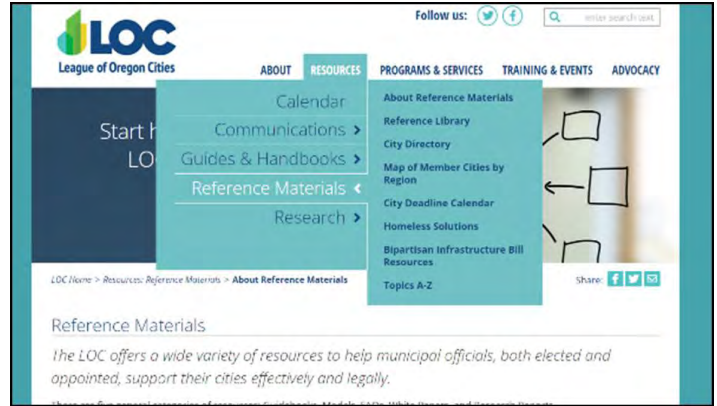 LOC
League of Oregon Cities
Follow us:
enter search text
ABOUT RESOURCES PROGRAMS & SERVICES TRAINING & EVENTS ADVOCACY
Start
LO
Calendar
Communications
Guides & Handbooks
Reference Materials
Research
About Reference Materials
Reference Library
City Directory
Map of Member Cities by
Region
City Deadline Calendar
Homeless Solutions
Bipartisan Infrastructure Bill
Resources
Topics A-Z
LOC Home > Resources: Reference Materials > About Reference Materials
Share:
Reference Materials
The LOC offers a wide variety of resources to help municipal officials, both elected and
appointed, support their cities effectively and legally.